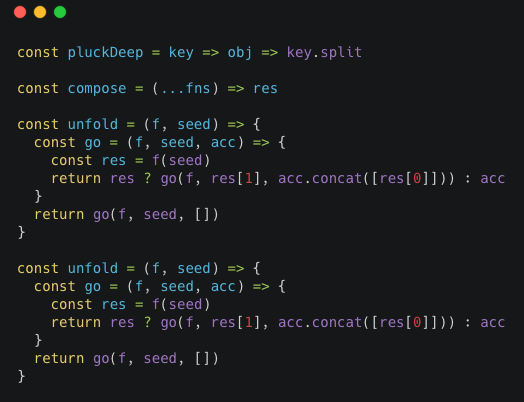 const pluckDeep = key => obj => key.split

const compose = (...fns) => res

const unfold = (f, seed) => {
  const go = (f, seed, acc) => {
    const res = f(seed)
    return res ? go(f, res[1], acc.concat([res[0]])) : acc
  }
  return go(f, seed, [])
}

const unfold = (f, seed) => {
  const go = (f, seed, acc) => {
    const res = f(seed)
    return res ? go(f, res[1], acc.concat([res[0]])) : acc
  }
  return go(f, seed, [])
}